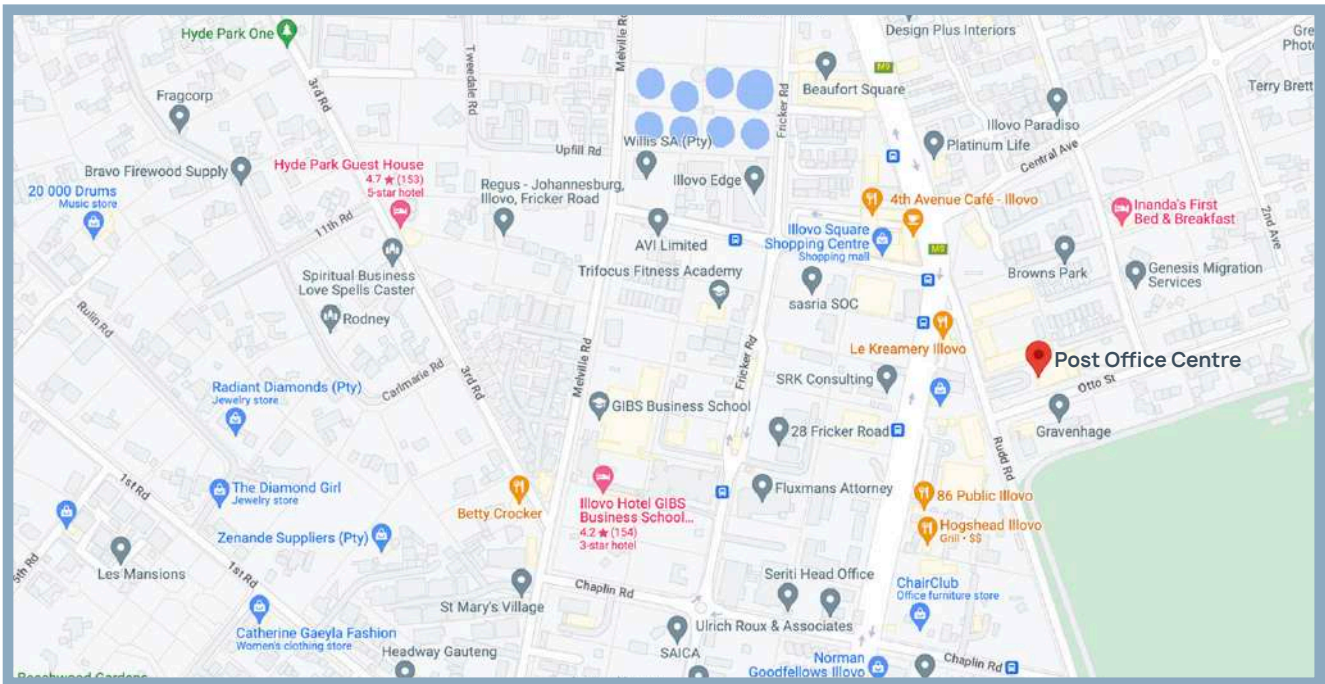 Hyde Park One
Design Plus Interiors
Gre
Phot
M9
Beaufort Square
Terry Brett
Fragcorp
3rd Rd
Tweedale Rd
Melville Rd
Fricker Rd
Illovo Paradiso
Platinum Life
Central Ave
Upfill Rd
Willis SA (Pty)
Bravo Firewood Supply
Hyde Park Guest House
4.7 ★ (153)
5-star hotel
Regus - Johannesburg,
Illovo, Fricker Road
Illovo Edge
20 000 Drums
Music store
11th Rd
4th Avenue Café - Illovo
Inanda's First
Bed & Breakfast
2nd Ave
AVI Limited
Illovo Square
Shopping Centre
Shopping mall
M9
Browns Park
Genesis Migration
Services
Spiritual Business
Love Spells Caster
Trifocus Fitness Academy
sasria SOC
Rulin Rd
Rodney
Le Kreamery Illovo
Post Office Centre
Melville Rd
Fricker Rd
3rd Rd
Carlmarie Rd
Radiant Diamonds (Pty)
Jewelry store
SRK Consulting
Otto St
GIBS Business School
28 Fricker Road
Gravenhage
Rudd Rd
1st Rd
The Diamond Girl
Jewelry store
Betty Crocker
Illovo Hotel GIBS
Business School...
4.2 ★ (154)
3-star hotel
Fluxmans Attorney
86 Public Illovo
Hogshead Illovo
Grill • $$
Zenande Suppliers (Pty)
5th Rd
Les Mansions
1st Rd
Seriti Head Office
ChairClub
Office furniture store
Chaplin Rd
St Mary's Village
Ulrich Roux & Associates
Catherine Gaeyla Fashion
Women's clothing store
Headway Gauteng
SAICA
Norman
Goodfellows Illovo
Chaplin Rd
Beechwood Gardens